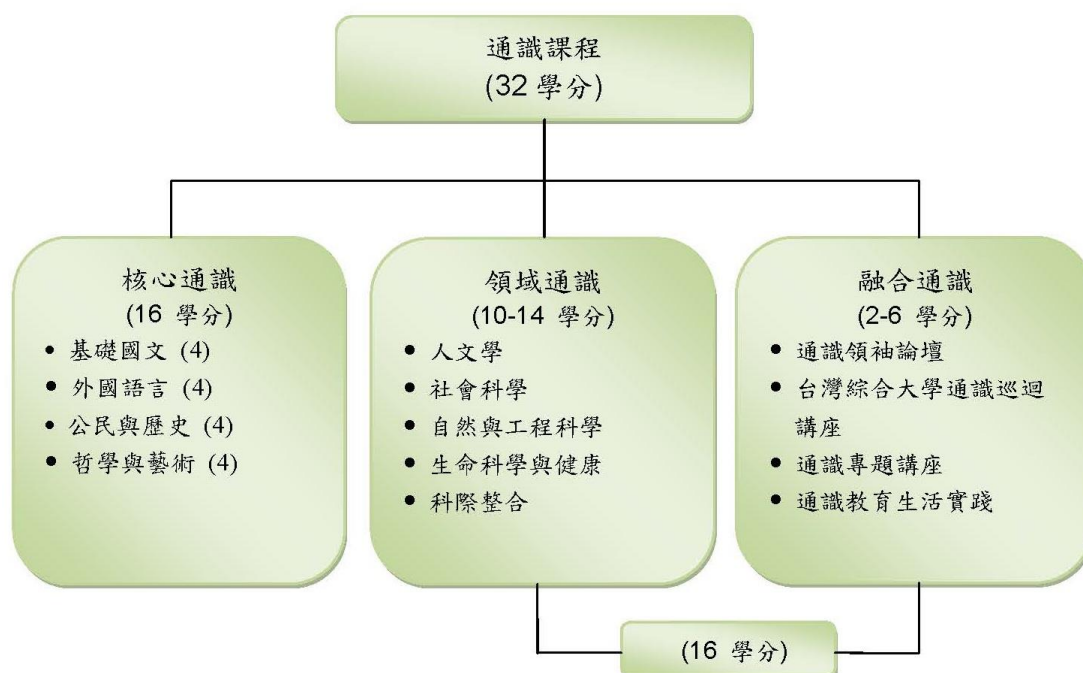 通識課程
(32 學分)
核心通識
(16 學分)
• 基礎國文 (4)
• 外國語言 (4)
• 公民與歷史 (4)
• 哲學與藝術 (4)
領域通識
(10-14 學分)
• 人文學
• 社會科學
• 自然與工程科學
• 生命科學與健康
• 科際整合
融合通識
(2-6 學分)
• 通識領袖論壇
• 台灣綜合大學通識巡迴
講座
• 通識專題講座
• 通識教育生活實踐
(16 學分)